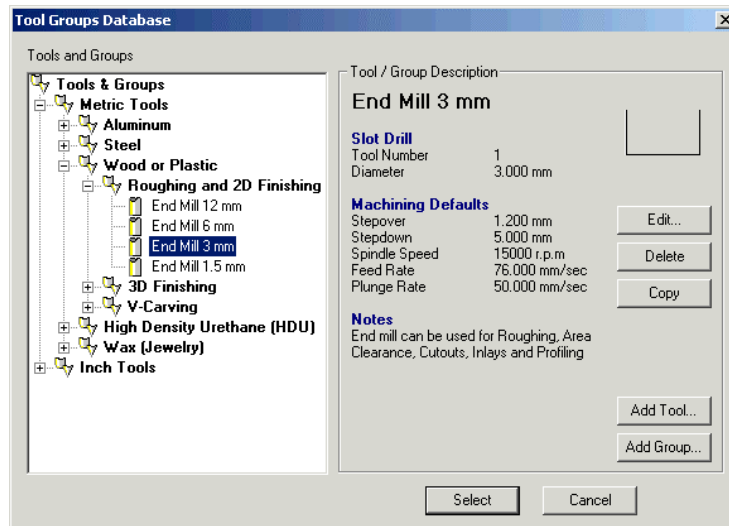 Tool Groups Database
Tools and Groups
Tools & Groups
Metric Tools
Aluminum
Steel
Wood or Plastic
Roughing and 2D Finishing
End Mill 12 mm
End Mill 6 mm
End Mill 3 mm
End Mill 1.5 mm
3D Finishing
V-Carving
High Density Urethane (HDU)
Wax (Jewelry)
Inch Tools
Tool / Group Description
End Mill 3 mm
Slot Drill
Tool Number 1
Diameter 3.000 mm
Machining Defaults
Stepover 1.200 mm
Stepdown 5.000 mm
Spindle Speed 15000 r.p.m
Feed Rate 76.000 mm/sec
Plunge Rate 50.000 mm/sec
Notes
End mill can be used for Roughing, Area
Clearance, Cutouts, Inlays and Profiling
Edit...
Delete
Copy
Add Tool...
Add Group...
Select Cancel